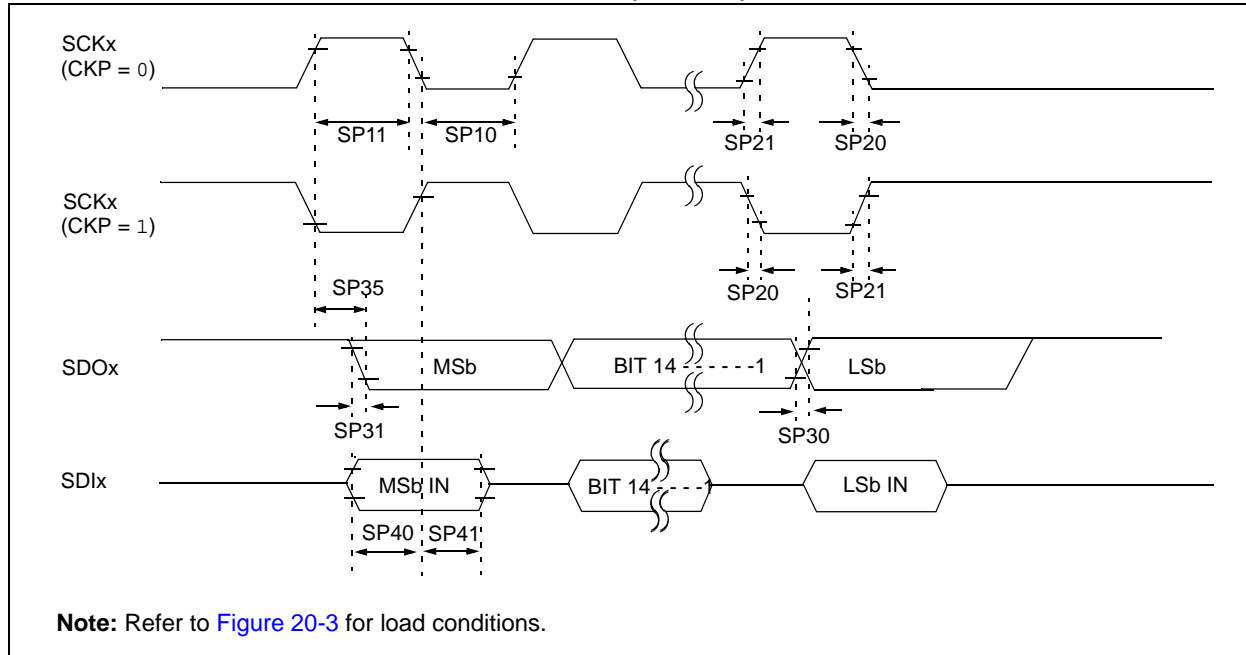 SCKx
(CKP = 0)
SP11
SP10
SP21
SP20
SCKx
(CKP = 1)
SP35
SP20
SP21
SDOx
MSb
BIT 14 - - - - - -1
LSb
SP31
SP30
SDIx
MSb IN
BIT 14 - - - - -1
LSb IN
SP40
SP41
Note: Refer to Figure 20-3 for load conditions.